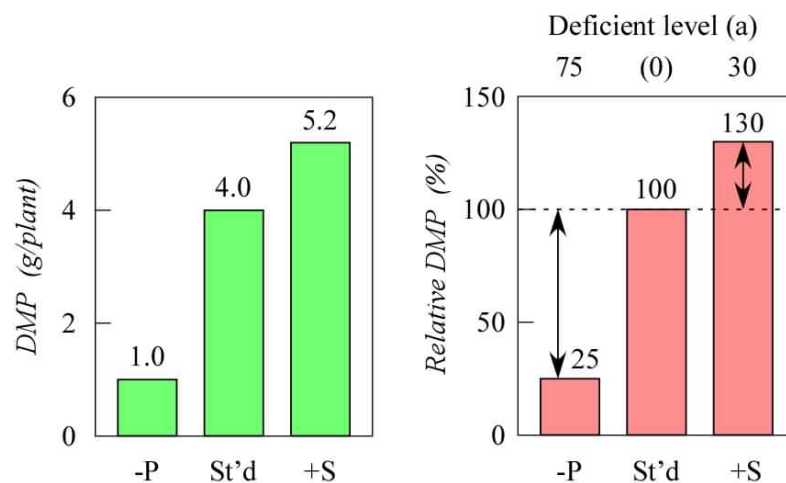 Deficient level (a)
75 (0) 30
DMP (g/plant)
6
4
2
0
1.0
4.0
5.2
-P St’d +S
Relative DMP (%)
150
100
50
0
25
100
130
-P St’d +S